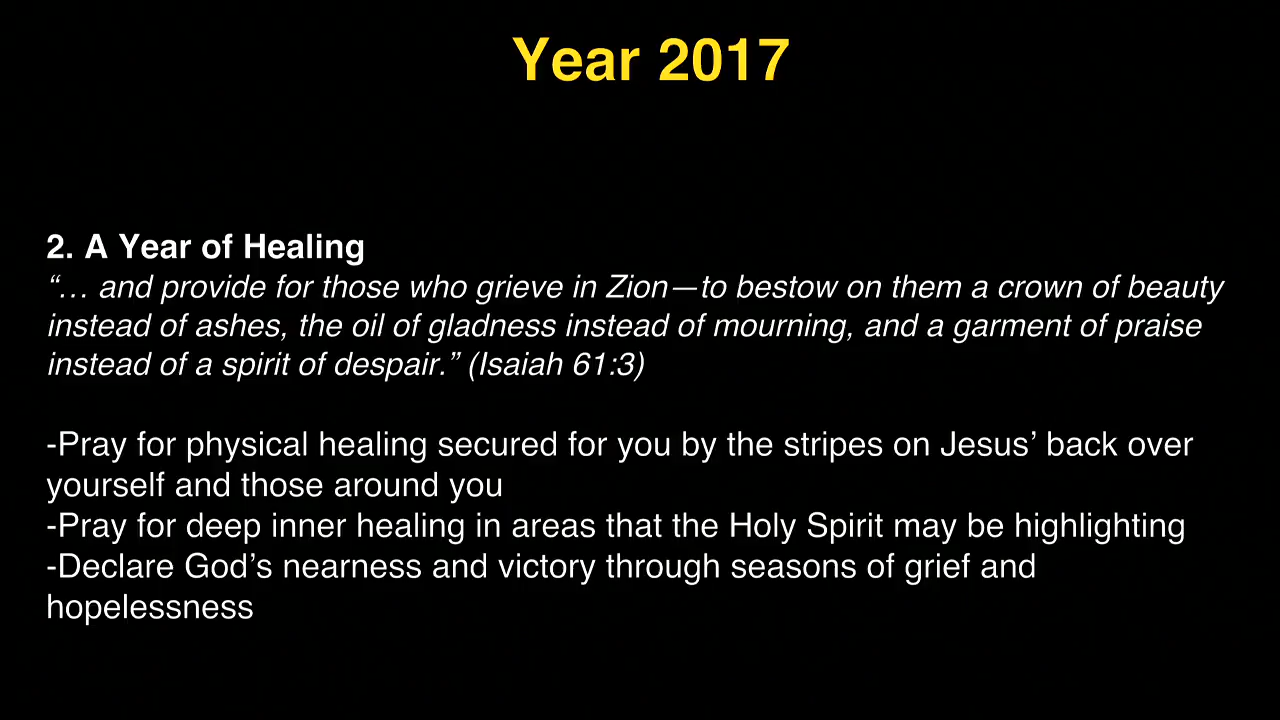 Year 2017
2. A Year of Healing
“… and provide for those who grieve in Zion—to bestow on them a crown of beauty
instead of ashes, the oil of gladness instead of mourning, and a garment of praise
instead of a spirit of despair.” (Isaiah 61:3)
-Pray for physical healing secured for you by the stripes on Jesus’ back over
yourself and those around you
-Pray for deep inner healing in areas that the Holy Spirit may be highlighting
-Declare God’s nearness and victory through seasons of grief and
hopelessness